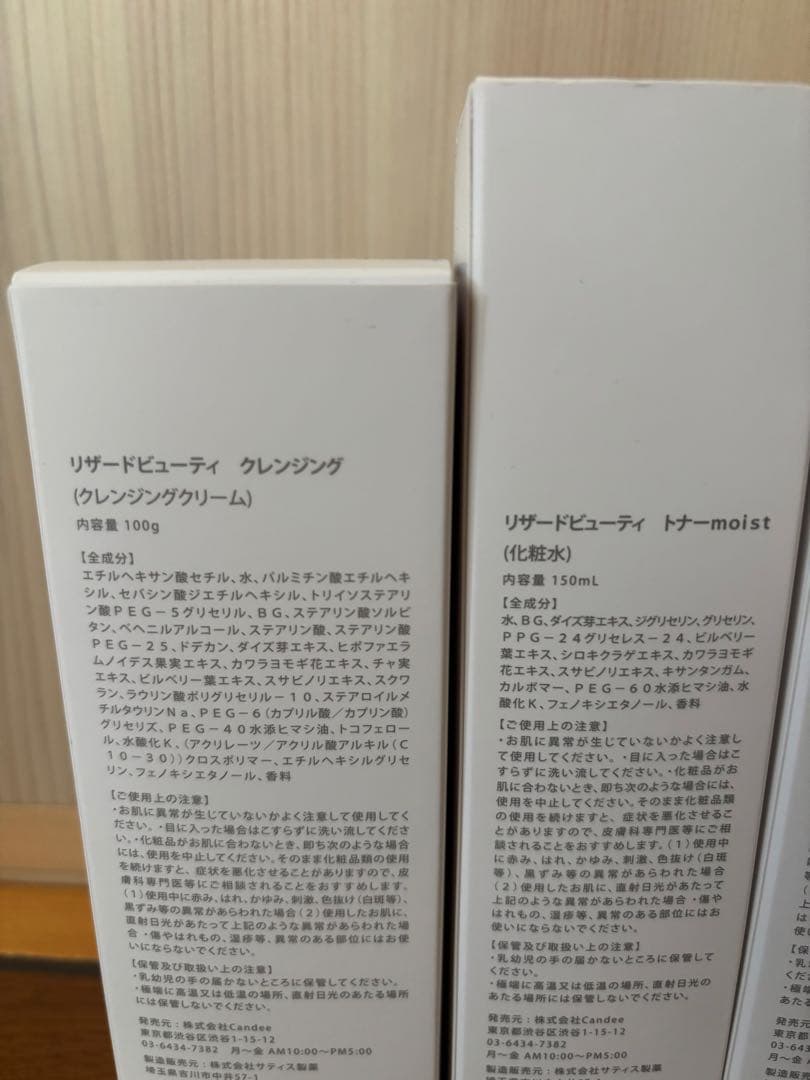 リザードビューティ クレンジング
(クレンジングクリーム)
内容量 100g
【全成分】
エチルヘキサン酸セチル、水、パルミチン酸エチルヘキ
シル、セバシン酸ジエチルヘキシル、トリイソステアリ
ン酸PEG－5グリセリル、BG、ステアリン酸ソルビ
タン、ベヘニルアルコール、ステアリン酸、ステアリン酸
PEG－25、ドデカン、ダイズ芽エキス、ヒポファエラ
ムノイデス果実エキス、カワラヨモギ花エキス、チャ実
エキス、ビルベリー葉エキス、スサビノリエキス、スクワ
ラン、ラウリン酸ポリグリセリル－10、ステアロイルメ
チルタウリンNa、PEG－6（カプリル酸／カプリン酸）
グリセリズ、PEG－40水添ヒマシ油、トコフェロー
ル、水酸化K、（アクリレーツ／アクリル酸アルキル（C
10－30））クロスポリマー、エチルヘキシルグリセ
リン、フェノキシエタノール、香料
【ご使用上の注意】
・お肌に異常が生じていないかよく注意して使用してく
ださい。・目に入った場合はこすらずに洗い流してくださ
い。・化粧品がお肌に合わないとき、即ち次のような場合
には、使用を中止してください。そのまま化粧品類の使用
を続けますと、症状を悪化させることがありますので、皮
膚科専門医等にご相談されることをおすすめします。
（1）使用中に赤み、はれ、かゆみ、刺激、色抜け（白斑等）、
黒ずみ等の異常があらわれた場合（2）使用したお肌に、
直射日光があたって上記のような異常があらわれた場
合 ・傷やはれもの、湿疹等、異常のある部位にはお使
いにならないでください。
【保管及び取扱い上の注意】
・乳幼児の手の届かないところに保管してください。
・極端に高温又は低温の場所、直射日光のあたる場所
には保管しないでください。
発売元：株式会社Candee
東京都渋谷区渋谷1-15-12
03-6434-7382 月～金 AM10:00～PM5:00
製造販売元：株式会社サティス製薬
埼玉県吉川市中井57-1
リザードビューティ トナーmoist
(化粧水)
内容量 150mL
【全成分】
水、BG、ダイズ芽エキス、ジグリセリン、グリセリン、
PPG－24グリセレス－24、ビルベリー
葉エキス、シロキクラゲエキス、カワラヨモギ
花エキス、スサビノリエキス、キサンタンガム、
カルボマー、PEG－60水添ヒマシ油、水
酸化K、フェノキシエタノール、香料
【ご使用上の注意】
・お肌に異常が生じていないかよく注意し
て使用してください。・目に入った場合はこ
すらずに洗い流してください。・化粧品がお
肌に合わないとき、即ち次のような場合には、
使用を中止してください。そのまま化粧品類
の使用を続けますと、症状を悪化させるこ
とがありますので、皮膚科専門医等にご相
談されることをおすすめします。（1）使用中
に赤み、はれ、かゆみ、刺激、色抜け（白斑
等）、黒ずみ等の異常があらわれた場合
（2）使用したお肌に、直射日光があたって
上記のような異常があらわれた場合 ・傷や
はれもの、湿疹等、異常のある部位にはお
使いにならないでください。
【保管及び取扱い上の注意】
・乳幼児の手の届かないところに保管して
ください。
・極端に高温又は低温の場所、直射日光の
あたる場所には保管しないでください。
発売元：株式会社Candee
東京都渋谷区渋谷1-15-12
03-6434-7382
月～金 AM10:00～PM5:00
製造販売元：株式会社サティス製薬